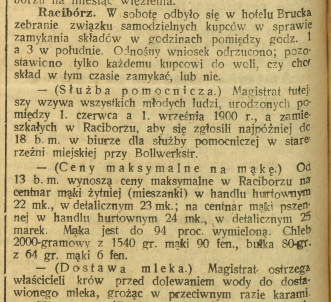 borzu na miesiąc więzienia.
Racibórz. W sobotę odbyło się w hotelu Brucka
zebranie związku samodzielnych kupców w sprawie
zamykania składów w godzinach pomiędzy godz. 1
a 3 w południe. Odnośny wniosek odrzucono; pozo-
stawiono tylko każdemu kupcowi do woli, czy chce
skład w tym czasie zamykać, lub nie.
— (Służba pomocnicza.) Magistrat tutej
szy wzywa wszystkich młodych ludzi, urodzonych po-
między 1. czerwca a 1. września 1900 r., a zamie-
szkałych w Raciborzu, aby się zgłosili najpóźniej do
18 b. m. w biurze dla służby pomocniczej w stare
rzeźni miejskiej przy Bollwerkstr.
— (Ceny maksymalne na mąkę.) Od
13 b. m. wynoszą ceny maksymalne w Raciborzu na
centnar mąki żytniej (mieszanki) w handlu hurtownym
22 mk., w detalicznym 23 mk.; na centnar mąki pszen-
nej w handlu hurtownym 24 mk., w detalicznym 25
marek. Mąka jest do 94 proc. wymieloną. Chleb
2000-gramowy z 1540 gr. mąki 90 fen., bułka 80-gr.
z 64 gr. mąki 6 fen.
— (Dostawa mleka.) Magistrat ostrzega
właścicieli krów przed dolewaniem wody do dosta-
wionego mleka, grożąc w przeciwnym razie karami.